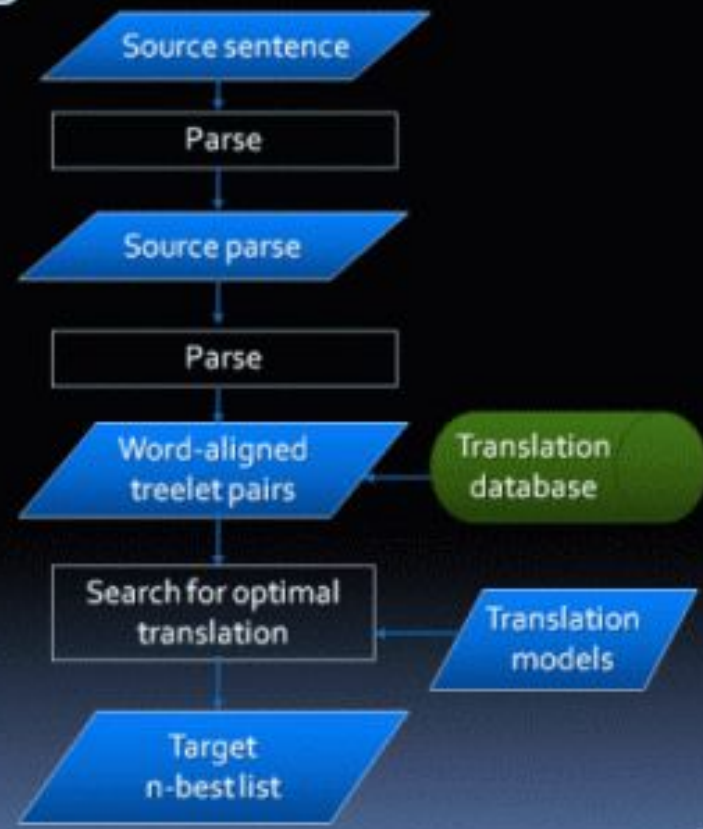 Source sentence
Parse
Source parse
Parse
Word-aligned
treelet pairs
Translation
database
Search for optimal
translation
Translation
models
Target
n-best list